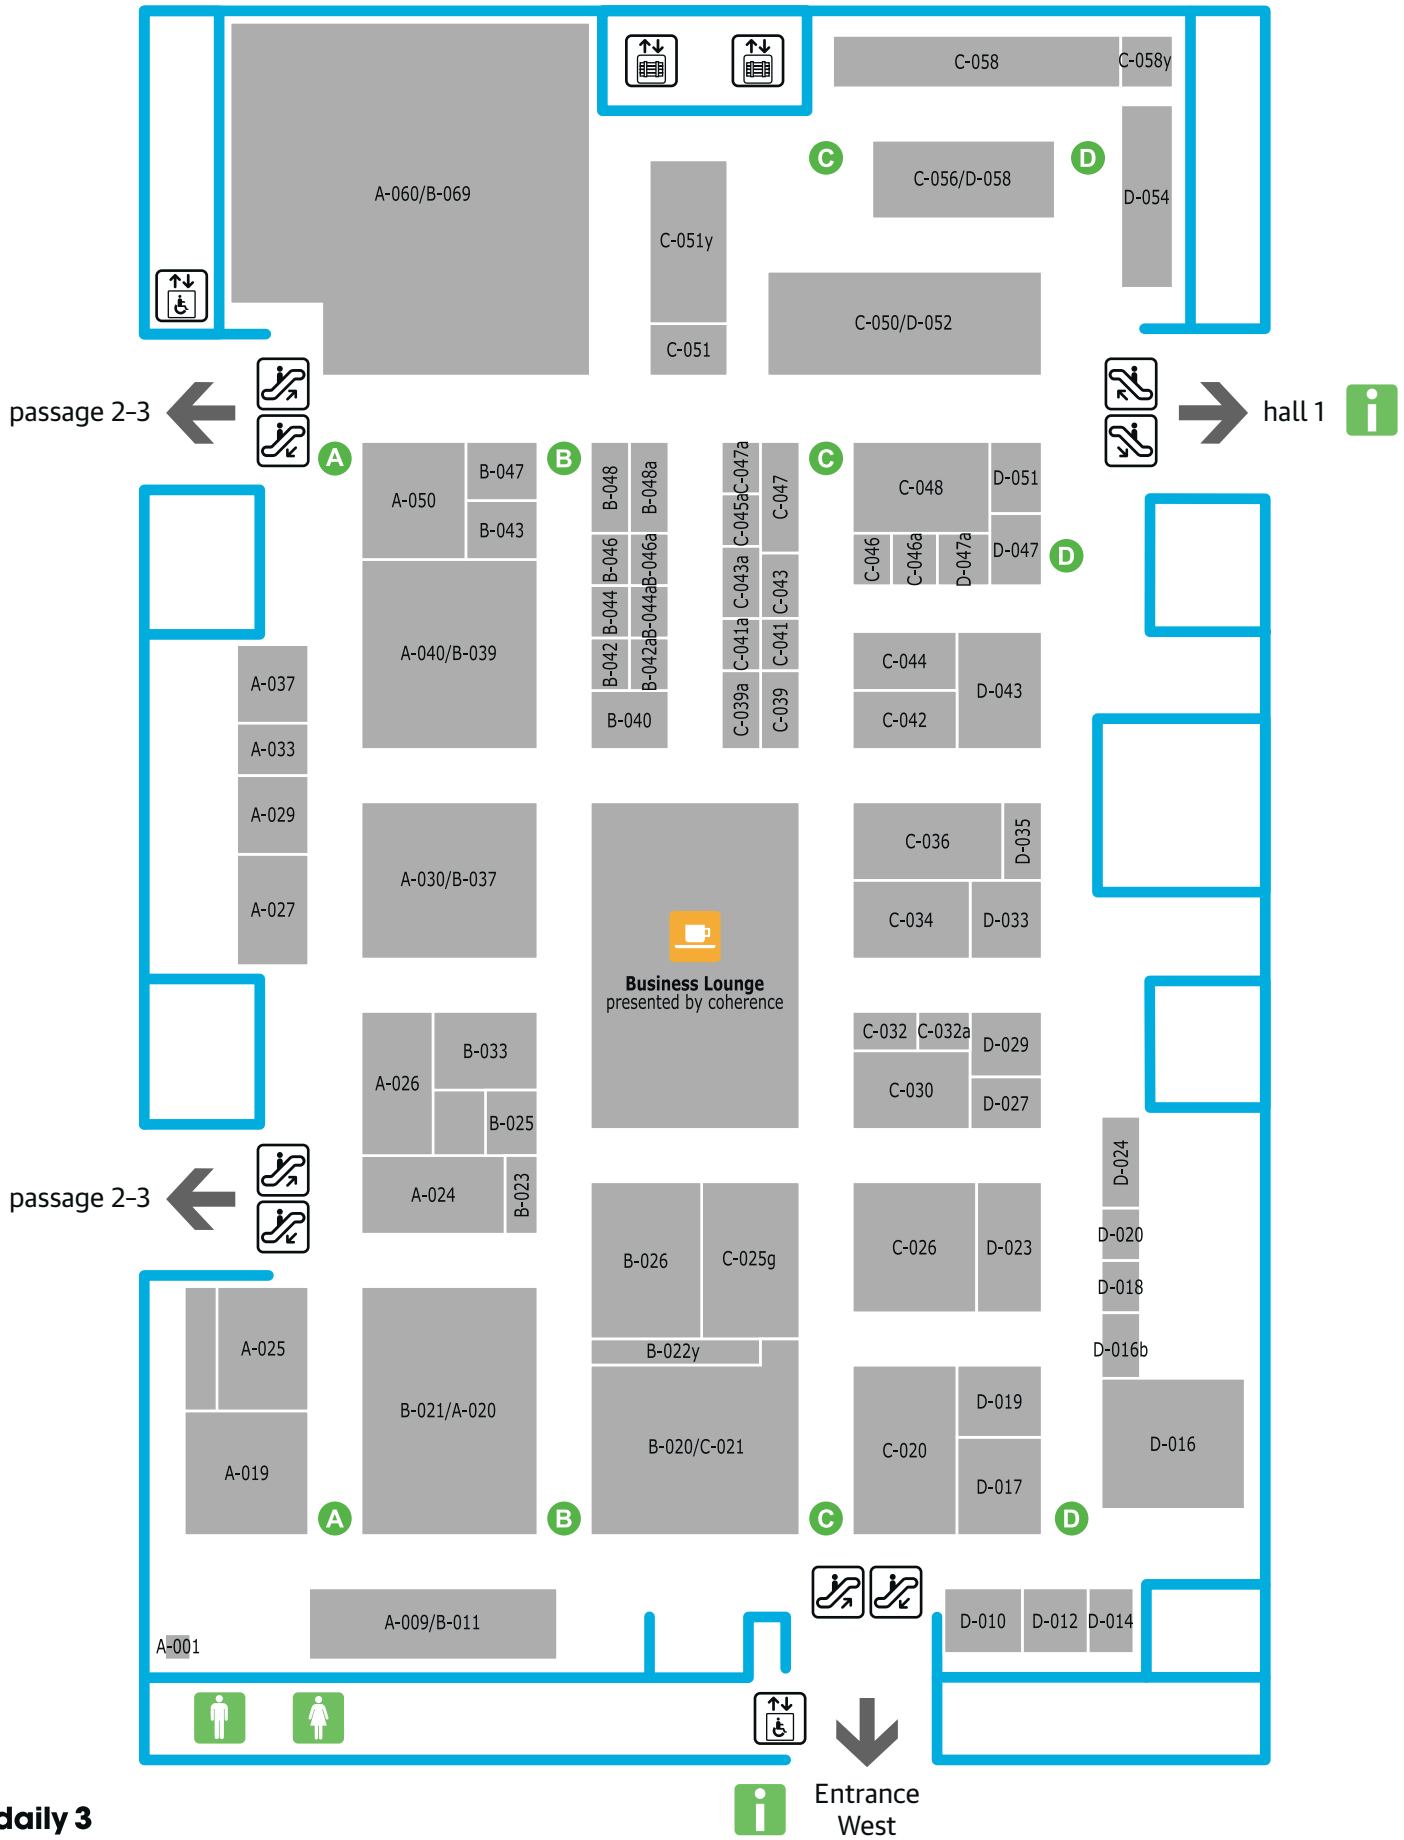 C-058
C-058y
C
D
C-056/D-058
A-060/B-069
D-054
C-051y
C-050/D-052
C-051
passage 2-3
hall 1
i
A
B
C
B-047
A-050
B-043
B-048
B-048a
C-047a
C-047
C-045a
C-048
D-051
D-047
D
B-046
B-046a
C-043a
C-043
C-046
C-046a
D-047a
B-044
B-044a
C-041a
C-041
A-040/B-039
B-042
B-042a
C-044
D-043
A-037
C-039a
C-039
B-040
C-042
A-033
A-029
A-030/B-037
C-036
D-035
A-027
C-034
D-033
Business Lounge
presented by coherence
C-032
C-032a
D-029
B-033
A-026
C-030
D-027
B-025
D-024
passage 2-3
A-024
B-023
D-020
B-026
C-025g
C-026
D-023
D-018
A-025
B-022y
D-016b
B-021/A-020
D-019
B-020/C-021
C-020
D-016
A-019
D-017
A
B
C
D
A-009/B-011
D-010
D-012
D-014
A-001
i
Entrance
West
daily 3